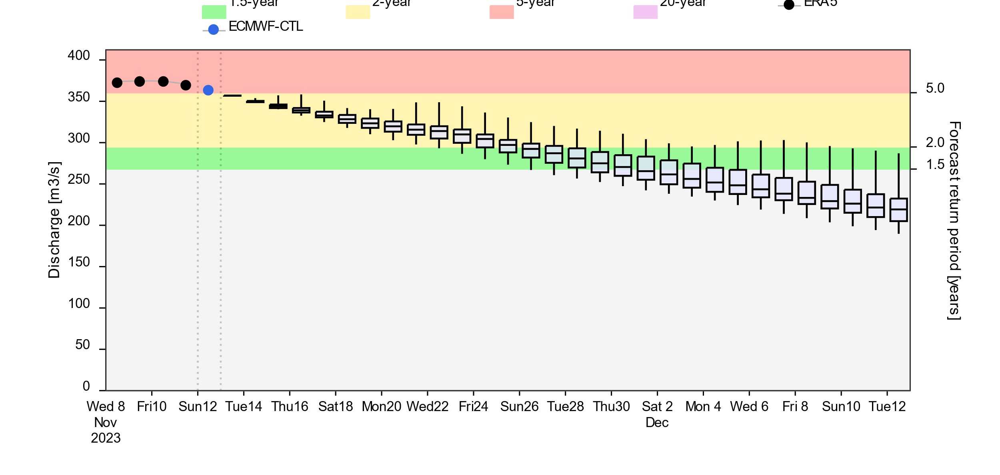 1.5-year 2-year 5-year 20-year ERA5
ECMWF-CTL
400
350
300
250
200
150
100
50
0
Discharge [m3/s]
5.0
2.0
1.5
Forecast return period [years]
Wed 8 Fri10 Sun12 Tue14 Thu16 Sat18 Mon20 Wed22 Fri24 Sun26 Tue28 Thu30 Sat 2 Mon 4 Wed 6 Fri 8 Sun10 Tue12
Nov Dec
2023